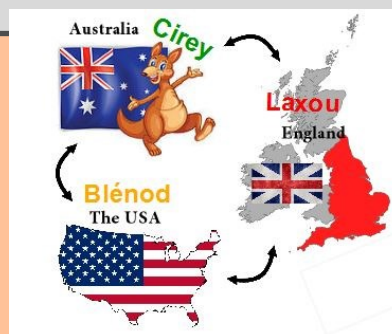 Australia Cirey
Laxou
England
Blénod
The USA